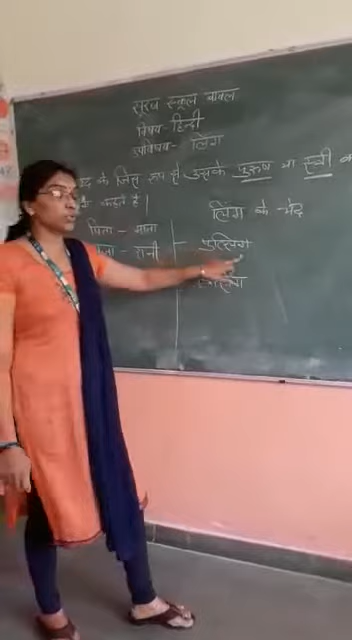 सूरज स्कूल बावल
विषय - हिन्दी
उपविषय - लिंग
के जिस रूप से उसके पुरुष या स्त्री
कहते है।
लिंग के भेद
पिता - माता
रानी
पुल्लिंग